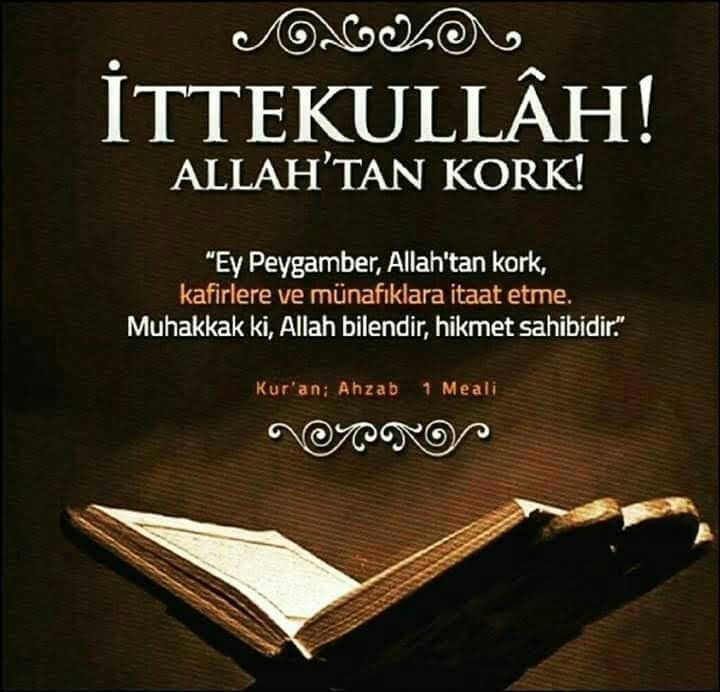 İTTEKULLÂH!
ALLAH'TAN KORK!
"Ey Peygamber, Allah'tan kork,
kafirlere ve münafıklara itaat etme.
Muhakkak ki, Allah bilendir, hikmet sahibidir."
Kur'an; Ahzab 1 Meali